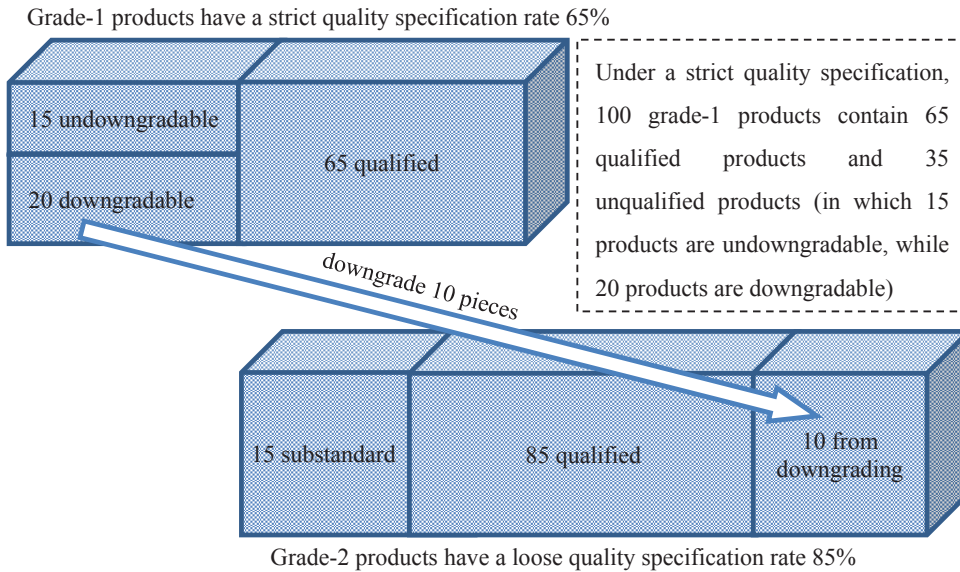 Grade-1 products have a strict quality specification rate 65%
15 undowngradable
20 downgradable
65 qualified
Under a strict quality specification,
100 grade-1 products contain 65
qualified products and 35
unqualified products (in which 15
products are undowngradable, while
20 products are downgradable)
downgrade 10 pieces
15 substandard
85 qualified
10 from
downgrading
Grade-2 products have a loose quality specification rate 85%